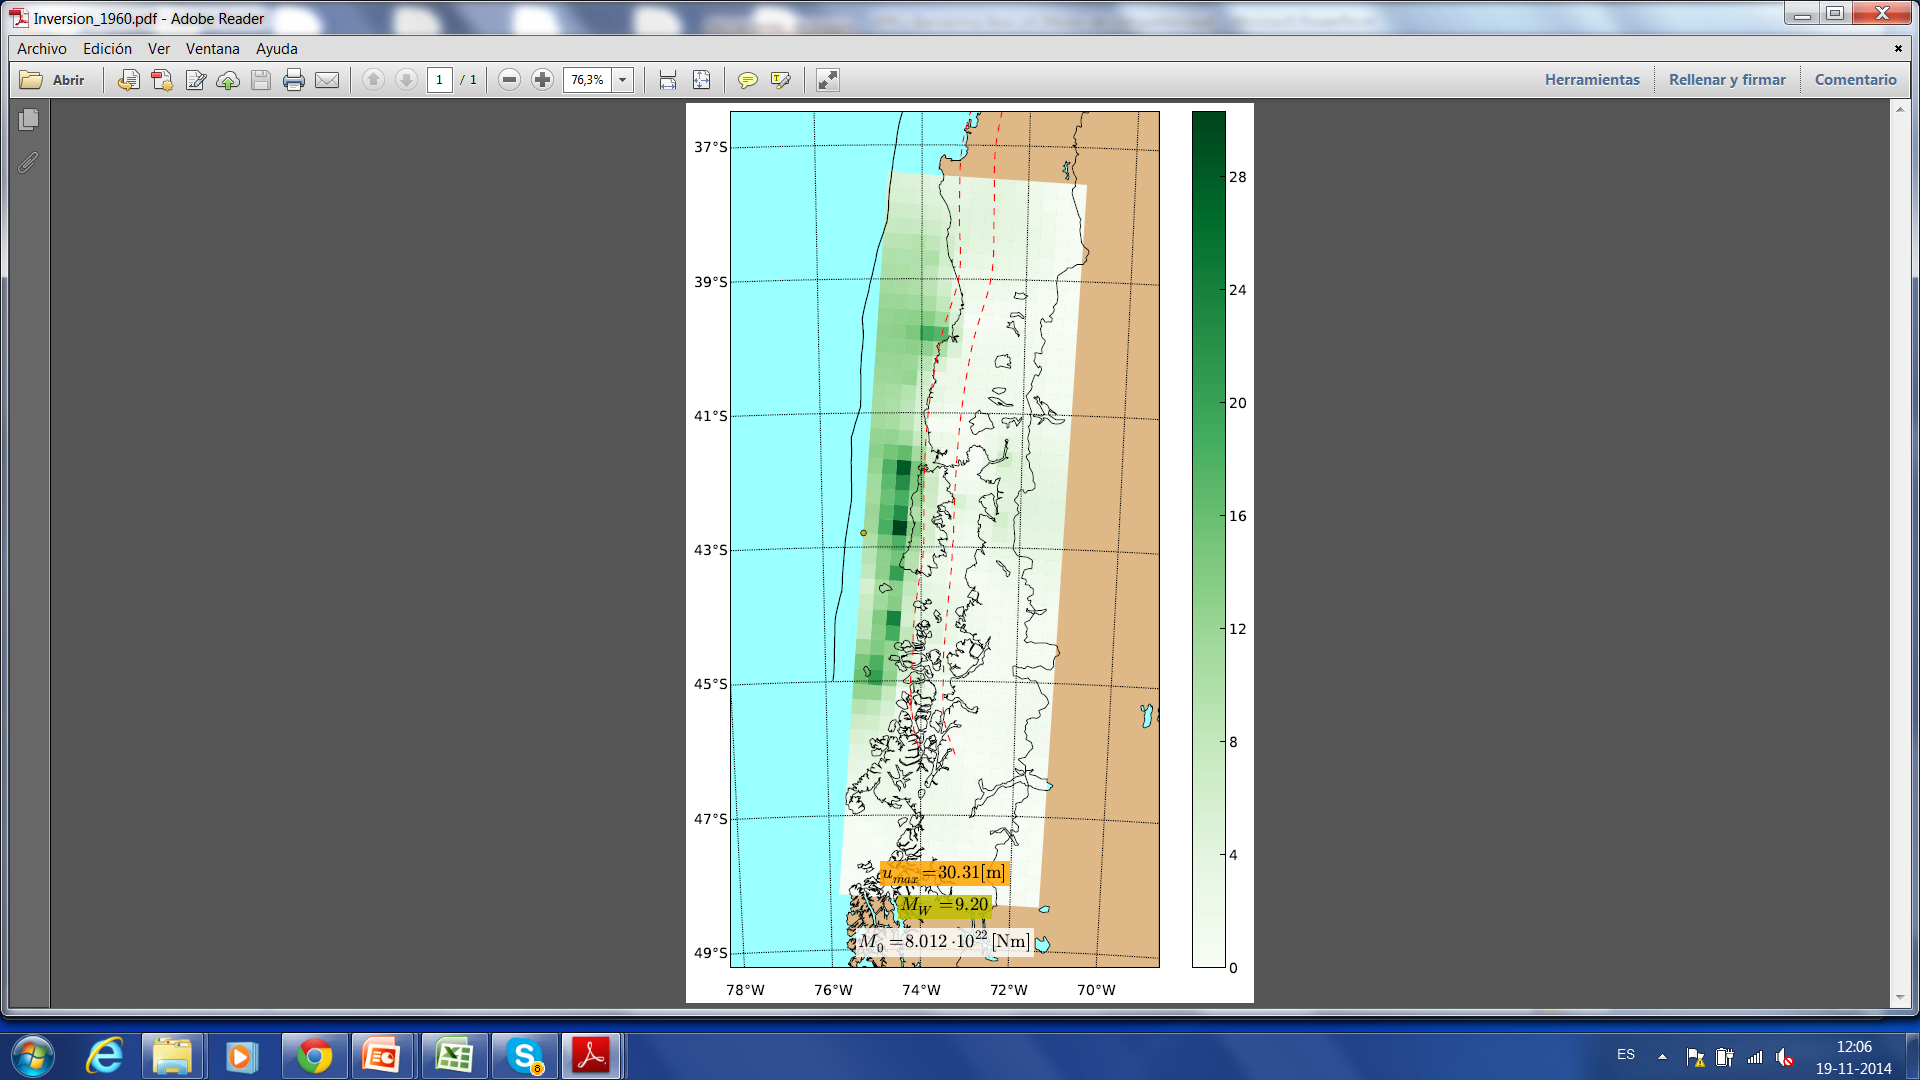 Inversion_1960.pdf - Adobe Reader
Archivo Edición Ver Ventana Ayuda
Abrir 1 / 1 76,3% Herramientas Rellenar y firmar Comentario
37°S
39°S
41°S
43°S
45°S
47°S
49°S
78°W 76°W 74°W 72°W 70°W
28
24
20
16
12
8
4
0
u_max=30.31[m]
M_W=9.20
M_0=8.012·10^22[Nm]
ES 12:06
19-11-2014